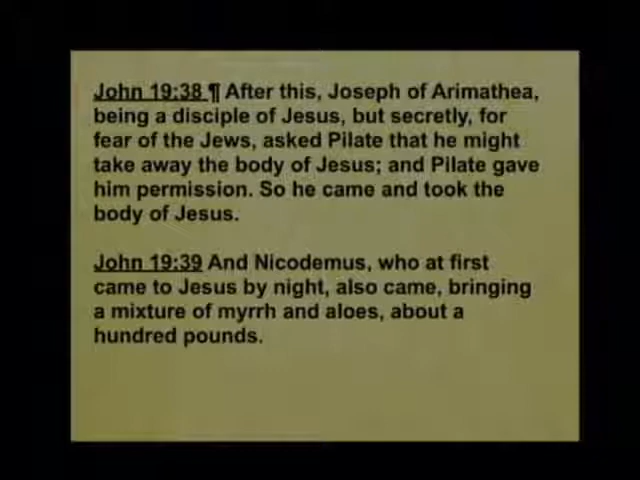 John 19:38 ¶ After this, Joseph of Arimathea,
being a disciple of Jesus, but secretly, for
fear of the Jews, asked Pilate that he might
take away the body of Jesus; and Pilate gave
him permission. So he came and took the
body of Jesus.
John 19:39 And Nicodemus, who at first
came to Jesus by night, also came, bringing
a mixture of myrrh and aloes, about a
hundred pounds.